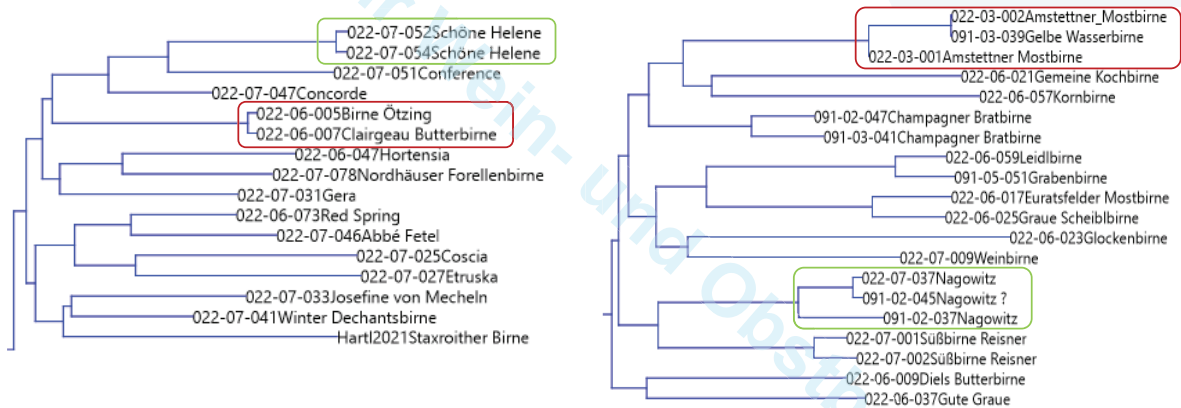 022-07-052Schöne Helene
022-07-054Schöne Helene
022-07-051Conference
022-07-047Concorde
022-06-005Birne Ötzing
022-06-007Clairgeau Butterbirne
022-06-047Hortensia
022-07-078Nordhäuser Forellenbirne
022-07-031Gera
022-06-073Red Spring
022-07-046Abbé Fetel
022-07-025Coscia
022-07-027Etruska
022-07-033Josefine von Mecheln
022-07-041Winter Dechantsbirne
Hartl2021Staxroither Birne
022-03-002Amstettner_Mostbirne
091-03-039Gelbe Wasserbirne
022-03-001Amstettner Mostbirne
022-06-021Gemeine Kochbirne
022-06-057Kornbirne
091-02-047Champagner Bratbirne
091-03-041Champagner Bratbirne
022-06-059Leidlbirne
091-05-051Grabenbirne
022-06-017Euratsfelder Mostbirne
022-06-025Graue Scheiblbirne
022-06-023Glockenbirne
022-07-009Weinbirne
022-07-037Nagowitz
091-02-045Nagowitz ?
091-02-037Nagowitz
022-07-001Süßbirne Reisner
022-07-002Süßbirne Reisner
022-06-009Diels Butterbirne
022-06-037Gute Graue
Wein- und